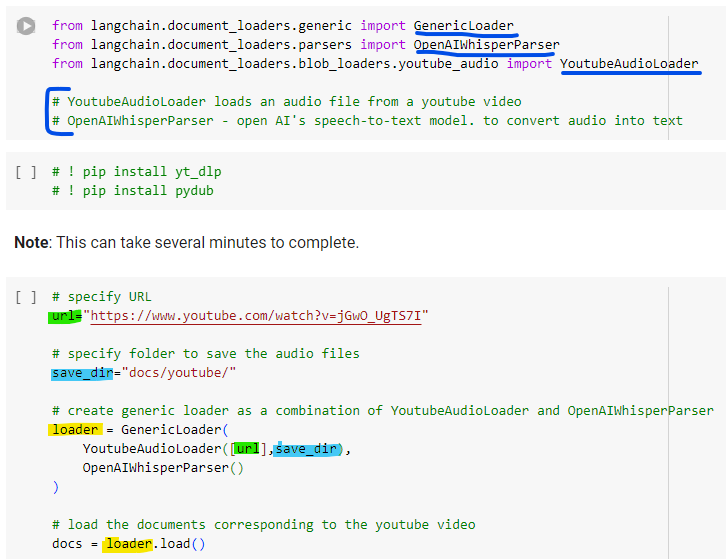 from langchain.document_loaders.generic import GenericLoader
from langchain.document_loaders.parsers import OpenAIWhisperParser
from langchain.document_loaders.blob_loaders.youtube_audio import YoutubeAudioLoader
# YoutubeAudioLoader loads an audio file from a youtube video
# OpenAIWhisperParser - open AI's speech-to-text model. to convert audio into text
[ ] # ! pip install yt_dlp
# ! pip install pydub
Note: This can take several minutes to complete.
[ ] # specify URL
url="https://www.youtube.com/watch?v=jGwO_UgTS7I"
# specify folder to save the audio files
save_dir="docs/youtube/"
# create generic loader as a combination of YoutubeAudioLoader and OpenAIWhisperParser
loader = GenericLoader(
YoutubeAudioLoader([url],save_dir),
OpenAIWhisperParser()
)
# load the documents corresponding to the youtube video
docs = loader.load()